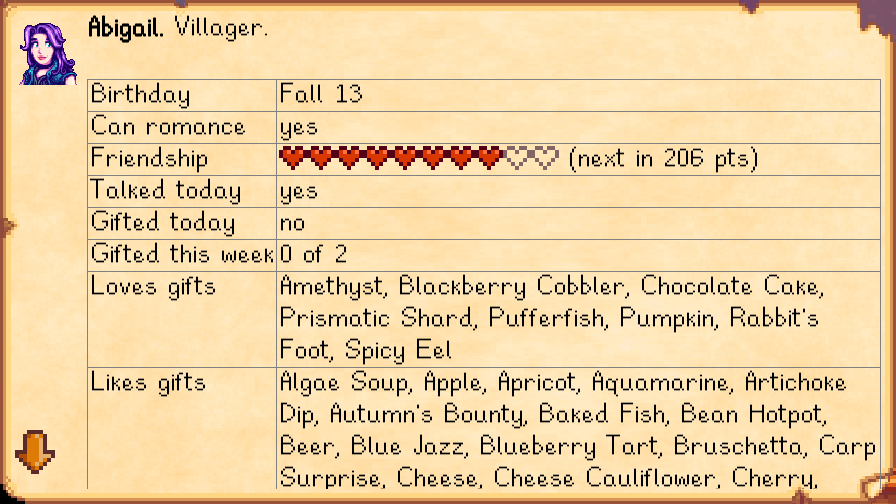 Abigail. Villager.
Birthday Fall 13
Can romance yes
Friendship (next in 206 pts)
Talked today yes
Gifted today no
Gifted this week 0 of 2
Loves gifts Amethyst, Blackberry Cobbler, Chocolate Cake,
Prismatic Shard, Pufferfish, Pumpkin, Rabbit's
Foot, Spicy Eel
Likes gifts Algae Soup, Apple, Apricot, Aquamarine, Artichoke
Dip, Autumn's Bounty, Baked Fish, Bean Hotpot,
Beer, Blue Jazz, Blueberry Tart, Bruschetta, Carp
Surprise, Cheese, Cheese Cauliflower, Cherry,